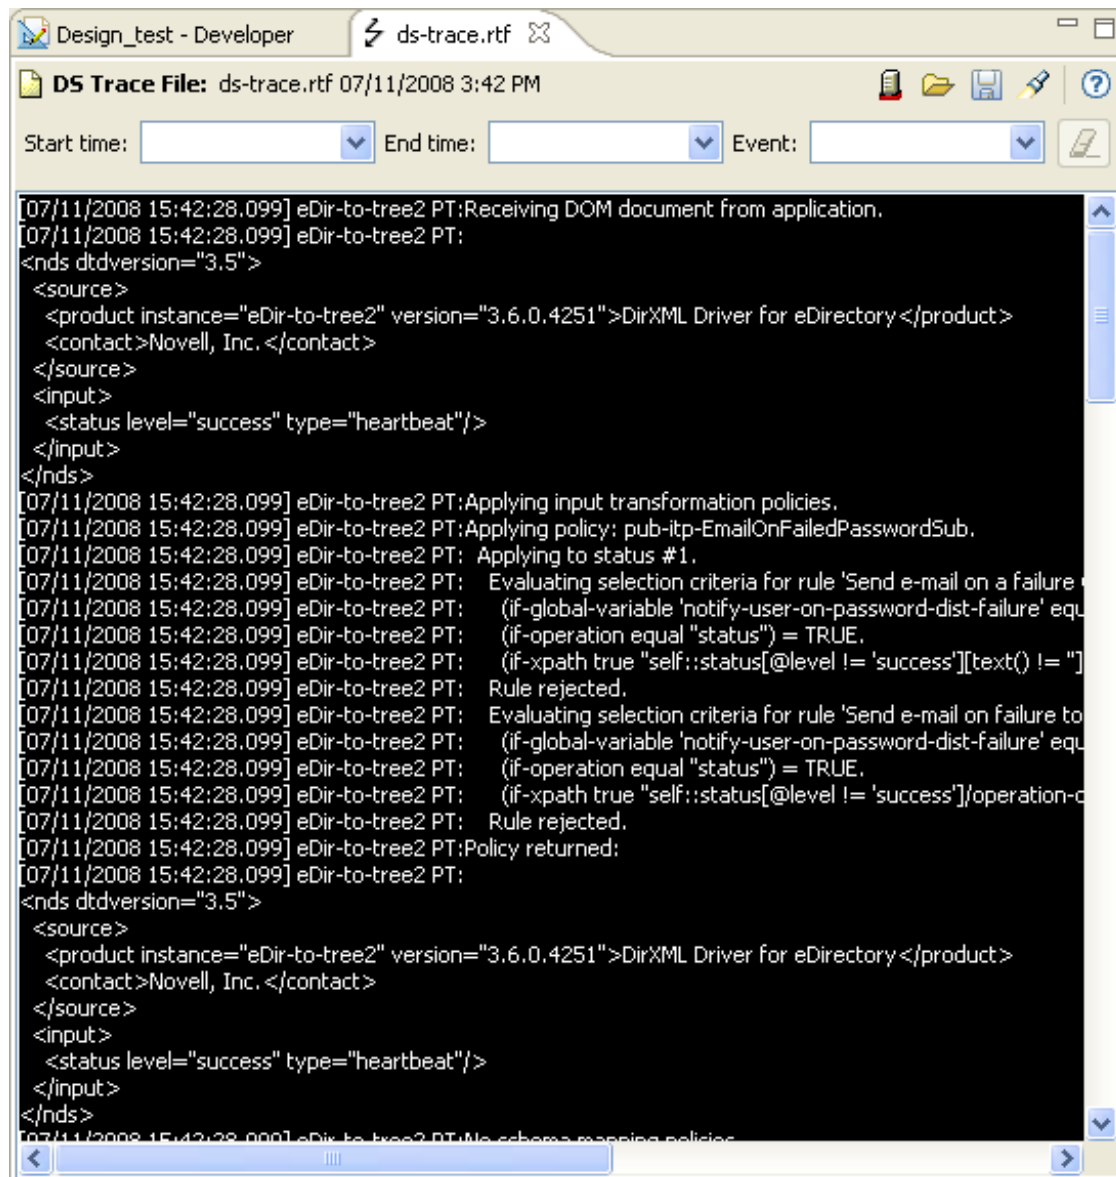 Design_test - Developer
ds-trace.rtf
DS Trace File: ds-trace.rtf 07/11/2008 3:42 PM
Start time:
End time:
Event:
[07/11/2008 15:42:28.099] eDir-to-tree2 PT:Receiving DOM document from application.
[07/11/2008 15:42:28.099] eDir-to-tree2 PT:
<nds dtdversion="3.5">
<source>
<product instance="eDir-to-tree2" version="3.6.0.4251">DirXML Driver for eDirectory</product>
<contact>Novell, Inc.</contact>
</source>
<input>
<status level="success" type="heartbeat"/>
</input>
</nds>
[07/11/2008 15:42:28.099] eDir-to-tree2 PT:Applying input transformation policies.
[07/11/2008 15:42:28.099] eDir-to-tree2 PT:Applying policy: pub-itp-EmailOnFailedPasswordSub.
[07/11/2008 15:42:28.099] eDir-to-tree2 PT: Applying to status #1.
[07/11/2008 15:42:28.099] eDir-to-tree2 PT: Evaluating selection criteria for rule 'Send e-mail on a failure
[07/11/2008 15:42:28.099] eDir-to-tree2 PT: (if-global-variable 'notify-user-on-password-dist-failure' equ
[07/11/2008 15:42:28.099] eDir-to-tree2 PT: (if-operation equal "status") = TRUE.
[07/11/2008 15:42:28.099] eDir-to-tree2 PT: (if-xpath true "self::status[@level != 'success'][text() != '']
[07/11/2008 15:42:28.099] eDir-to-tree2 PT: Rule rejected.
[07/11/2008 15:42:28.099] eDir-to-tree2 PT: Evaluating selection criteria for rule 'Send e-mail on failure to
[07/11/2008 15:42:28.099] eDir-to-tree2 PT: (if-global-variable 'notify-user-on-password-dist-failure' equ
[07/11/2008 15:42:28.099] eDir-to-tree2 PT: (if-operation equal "status") = TRUE.
[07/11/2008 15:42:28.099] eDir-to-tree2 PT: (if-xpath true "self::status[@level != 'success']/operation-d
[07/11/2008 15:42:28.099] eDir-to-tree2 PT: Rule rejected.
[07/11/2008 15:42:28.099] eDir-to-tree2 PT:Policy returned:
[07/11/2008 15:42:28.099] eDir-to-tree2 PT:
<nds dtdversion="3.5">
<source>
<product instance="eDir-to-tree2" version="3.6.0.4251">DirXML Driver for eDirectory</product>
<contact>Novell, Inc.</contact>
</source>
<input>
<status level="success" type="heartbeat"/>
</input>
</nds>
[07/11/2008 15:42:28.099] eDir-to-tree2 PT:No schema mapping policies